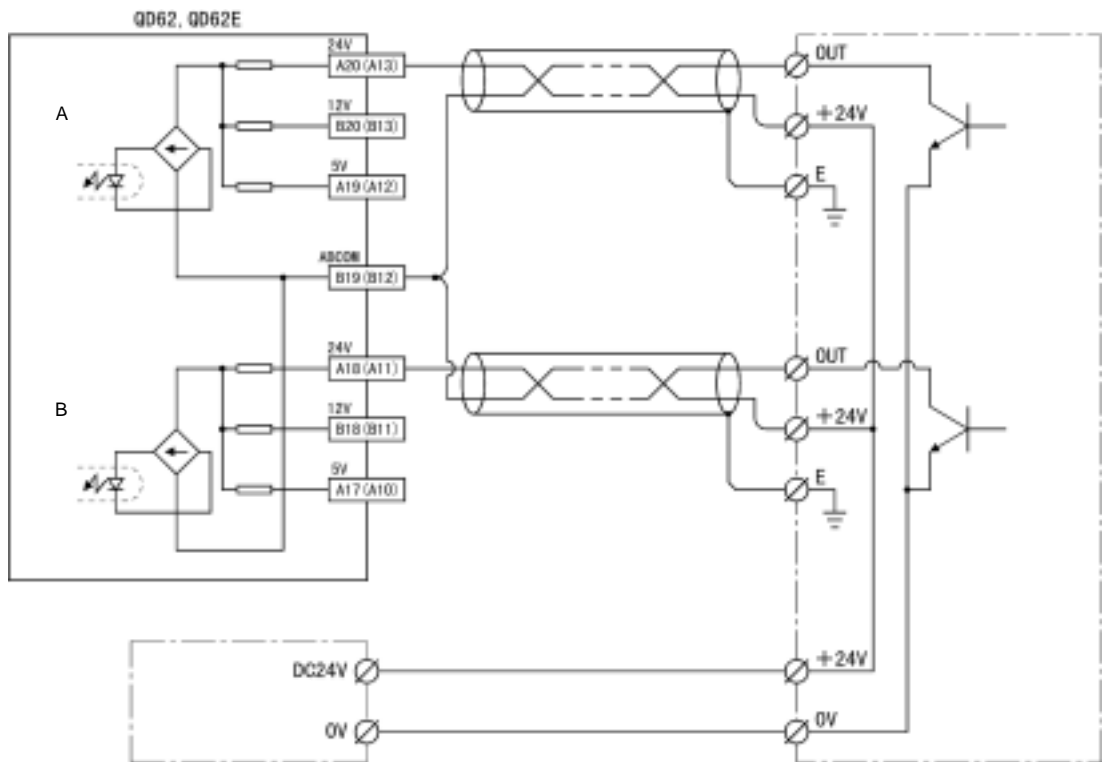 QD62, QD62E
A
24V
A20(A13)
12V
B20(B13)
5V
A19(A12)
ABCOM
B19(B12)
B
24V
A18(A11)
12V
B18(B11)
5V
A17(A10)
OUT
+24V
E
OUT
+24V
E
DC24V
+24V
0V
0V